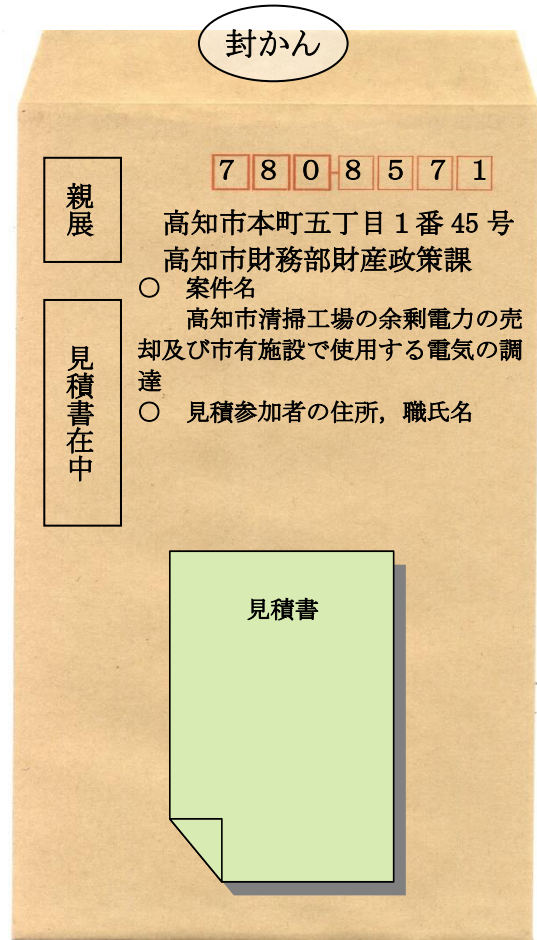 封かん
親展
７８０-８５７１
高知市本町五丁目１番 45 号
高知市財務部財産政策課
○　案件名
高知市清掃工場の余剰電力の売
却及び市有施設で使用する電気の調
達
○　見積参加者の住所，職氏名
見積書在中
見積書